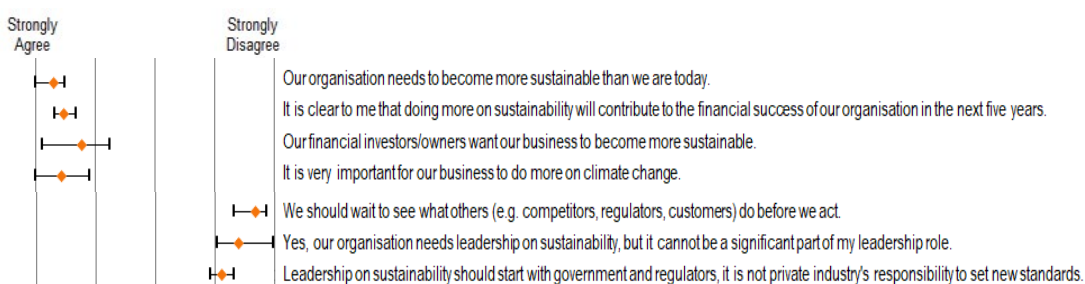 Strongly Agree
Strongly Disagree
Our organisation needs to become more sustainable than we are today.
It is clear to me that doing more on sustainability will contribute to the financial success of our organisation in the next five years.
Our financial investors/owners want our business to become more sustainable.
It is very important for our business to do more on climate change.
We should wait to see what others (e.g. competitors, regulators, customers) do before we act.
Yes, our organisation needs leadership on sustainability, but it cannot be a significant part of my leadership role.
Leadership on sustainability should start with government and regulators, it is not private industry's responsibility to set new standards.